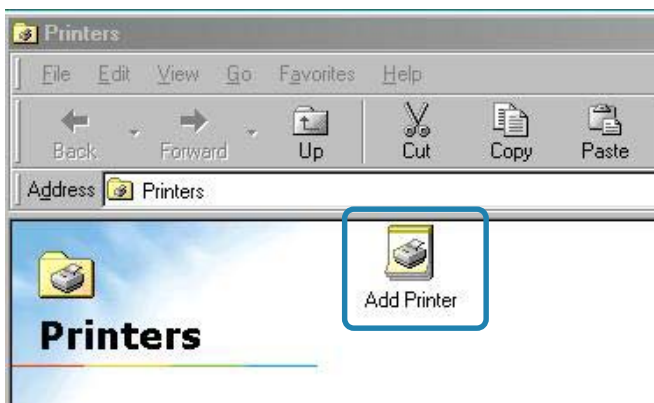 Printers
File Edit View Go Favorites Help
Back Forward Up Cut Copy Paste
Address Printers
Add Printer
Printers